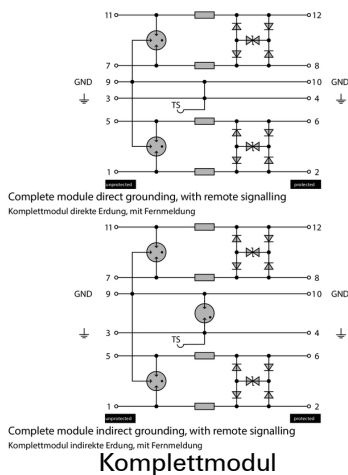 11 12
7 8
GND 9 10 GND
3 4
TS
5 6
1 2
unprotected protected
Complete module direct grounding, with remote signalling
Komplettmodul direkte Erdung, mit Fernmeldung
11 12
7 8
GND 9 10 GND
3 4
TS
5 6
1 2
unprotected protected
Complete module indirect grounding, with remote signalling
Komplettmodul indirekte Erdung, mit Fernmeldung
Komplettmodul